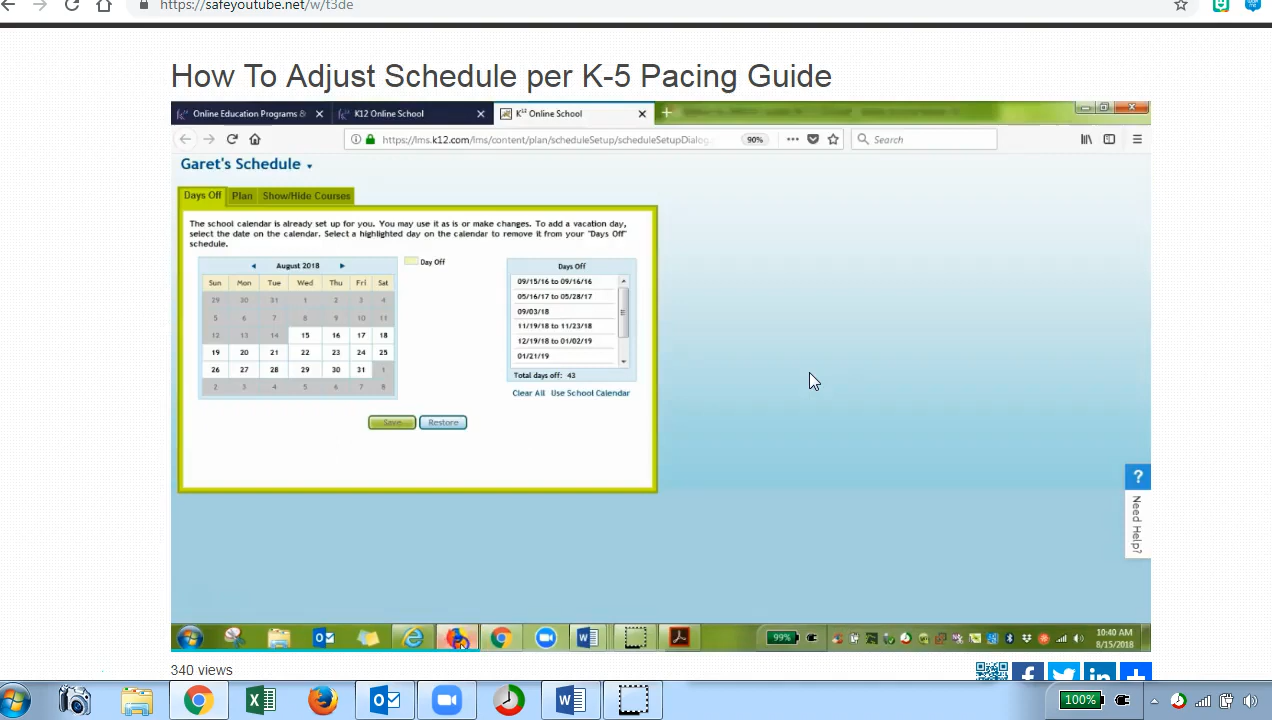 https://safeyoutube.net/w/t3de
How To Adjust Schedule per K-5 Pacing Guide
Online Education Programs &
K12 Online School
K¹² Online School
https://lms.k12.com/lms/content/plan/scheduleSetup/scheduleSetupDialog.
90%
Search
Garet's Schedule
Days Off
Plan
Show/Hide Courses
The school calendar is already set up for you. You may use it as is or make changes. To add a vacation day,
select the date on the calendar. Select a highlighted day on the calendar to remove it from your "Days Off"
schedule.
August 2018
Sun Mon Tue Wed Thu Fri Sat
29 30 31 1 2 3 4
5 6 7 8 9 10 11
12 13 14 15 16 17 18
19 20 21 22 23 24 25
26 27 28 29 30 31 1
2 3 4 5 6 7 8
Day Off
Days Off
09/15/16 to 09/16/16
05/16/17 to 05/28/17
09/03/18
11/19/18 to 11/23/18
12/19/18 to 01/02/19
01/21/19
Total days off: 43
Clear All Use School Calendar
Save Restore
?
Need Help?
99%
10:40 AM
8/15/2018
340 views
100%